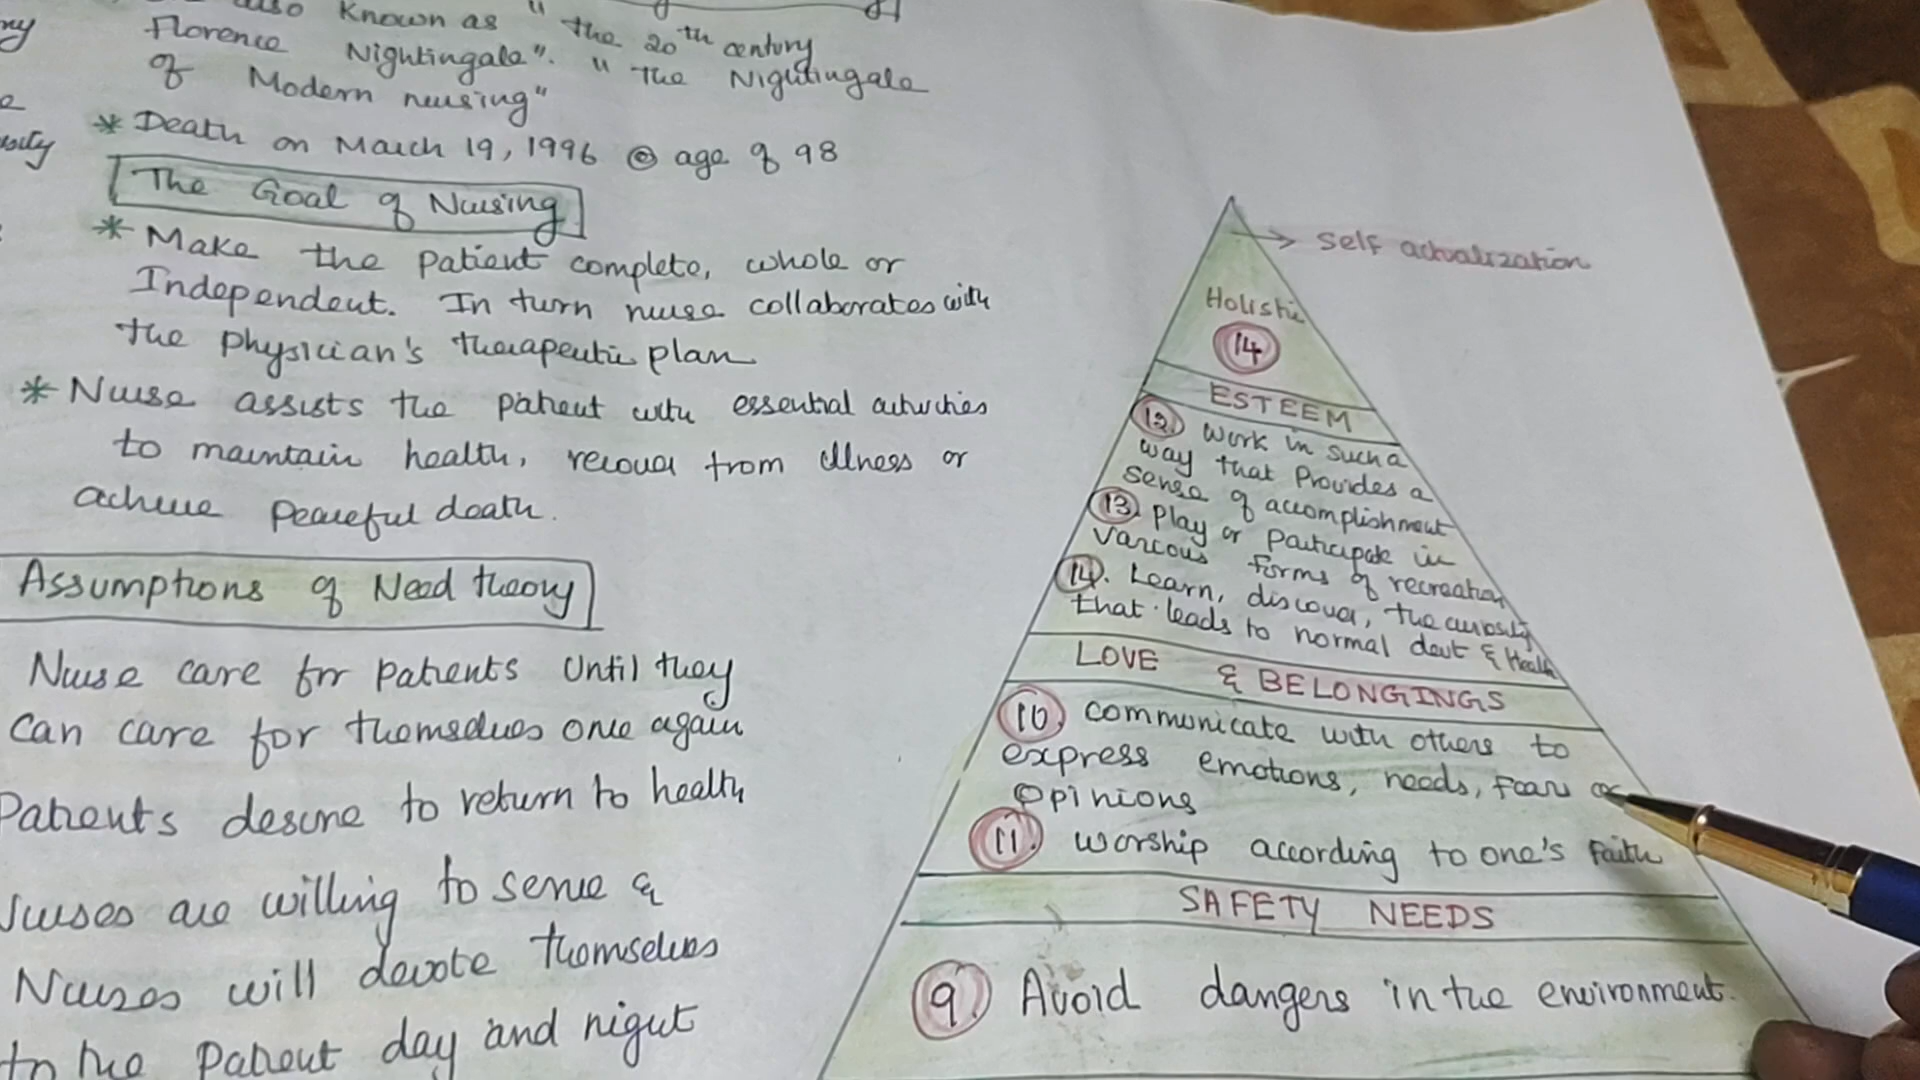 also known as "the 20th century
Florence Nightingale". "The Nightingale
of Modern nursing"
* Death on March 19, 1996 @ age of 98
The Goal of Nursing
* Make the patient complete, whole or
Independent. In turn nurse collaborates with
the physician's therapeutic plan
* Nurse assists the patient with essential activities
to maintain health, recover from illness or
achieve peaceful death.
Assumptions of Need theory
Nurse care for patients Until they
can care for themselves once again
Patients desire to return to health
Nurses are willing to serve &
Nurses will devote themselves
to the patient day and night
Self actualization
Holistic
14
ESTEEM
12. Work in such a
way that Provides a
sense of accomplishment
13. Play or Participate in
various forms of recreation
14. Learn, discover, the curiosity
that leads to normal devt & Health
LOVE & BELONGINGS
10. communicate with others to
express emotions, needs, fears or
opinions
11. worship according to one's faith
SAFETY NEEDS
9. Avoid dangers in the environment.